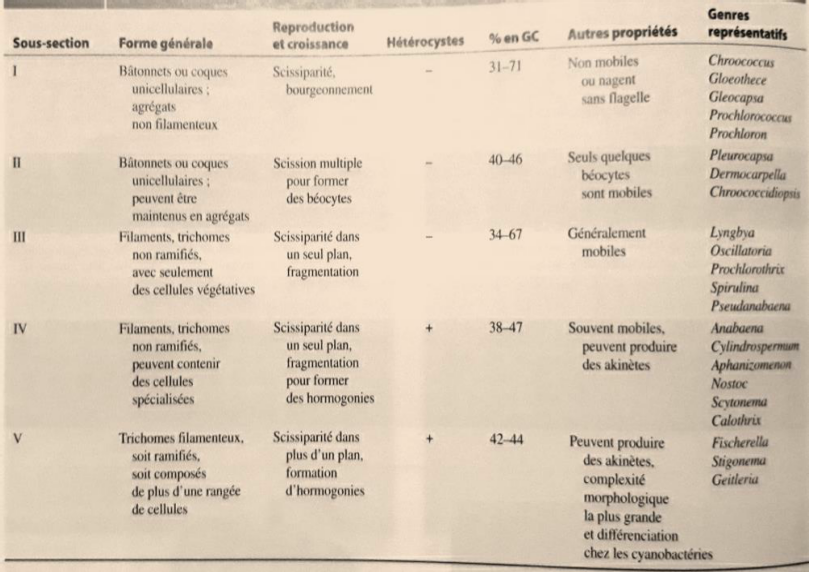 Sous-section Forme générale Reproduction et croissance Hétérocystes % en GC Autres propriétés Genres représentatifs
I
Bâtonnets ou coques
unicellulaires ;
agrégats
non filamenteux
Scissiparité,
bourgeonnement
–
31–71
Non mobiles
ou nagent
sans flagelle
Chroococcus
Gloeothece
Gleocapsa
Prochlorococcus
Prochloron
II
Bâtonnets ou coques
unicellulaires ;
peuvent être
maintenus en agrégats
Scission multiple
pour former
des béocytes
–
40–46
Seuls quelques
béocytes
sont mobiles
Pleurocapsa
Dermocarpella
Chroococcidiopsis
III
Filaments, trichomes
non ramifiés,
avec seulement
des cellules végétatives
Scissiparité dans
un seul plan,
fragmentation
–
34–67
Généralement
mobiles
Lyngbya
Oscillatoria
Prochlorothrix
Spirulina
Pseudanabaena
IV
Filaments, trichomes
non ramifiés,
peuvent contenir
des cellules
spécialisées
Scissiparité dans
un seul plan,
fragmentation
pour former
des hormogonies
+
38–47
Souvent mobiles,
peuvent produire
des akinètes
Anabaena
Cylindrospermum
Aphanizomenon
Nostoc
Scytonema
Calothrix
V
Trichomes filamenteux,
soit ramifiés,
soit composés
de plus d'une rangée
de cellules
Scissiparité dans
plus d'un plan,
formation
d'hormogonies
+
42–44
Peuvent produire
des akinètes,
complexité
morphologique
la plus grande
et différenciation
chez les cyanobactéries
Fischerella
Stigonema
Geitleria